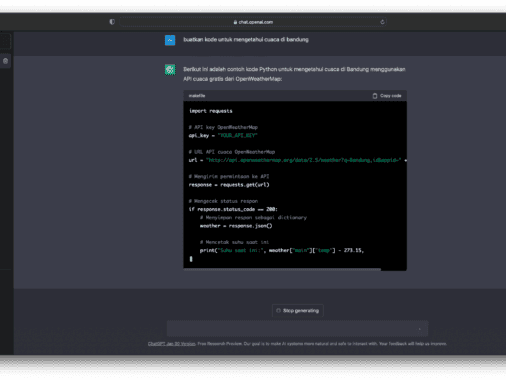 chat.openai.com
buatkan kode untuk mengetahui cuaca di bandung
Berikut ini adalah contoh kode Python untuk mengetahui cuaca di Bandung menggunakan
API cuaca gratis dari OpenWeatherMap:
makefile
Copy code
import requests
# API key OpenWeatherMap
api_key = "YOUR_API_KEY"
# URL API cuaca OpenWeatherMap
url = "http://api.openweathermap.org/data/2.5/weather?q=Bandung,id&appid=" +
# Mengirim permintaan ke API
response = requests.get(url)
# Mengecek status respon
if response.status_code == 200:
# Menyimpan respon sebagai dictionary
weather = response.json()
# Mencetak suhu saat ini
print("Suhu saat ini:", weather["main"]["temp"] - 273.15,
Stop generating
ChatGPT Jan 30 Version. Free Research Preview. Our goal is to make AI systems more natural and safe to interact with. Your feedback will help us improve.